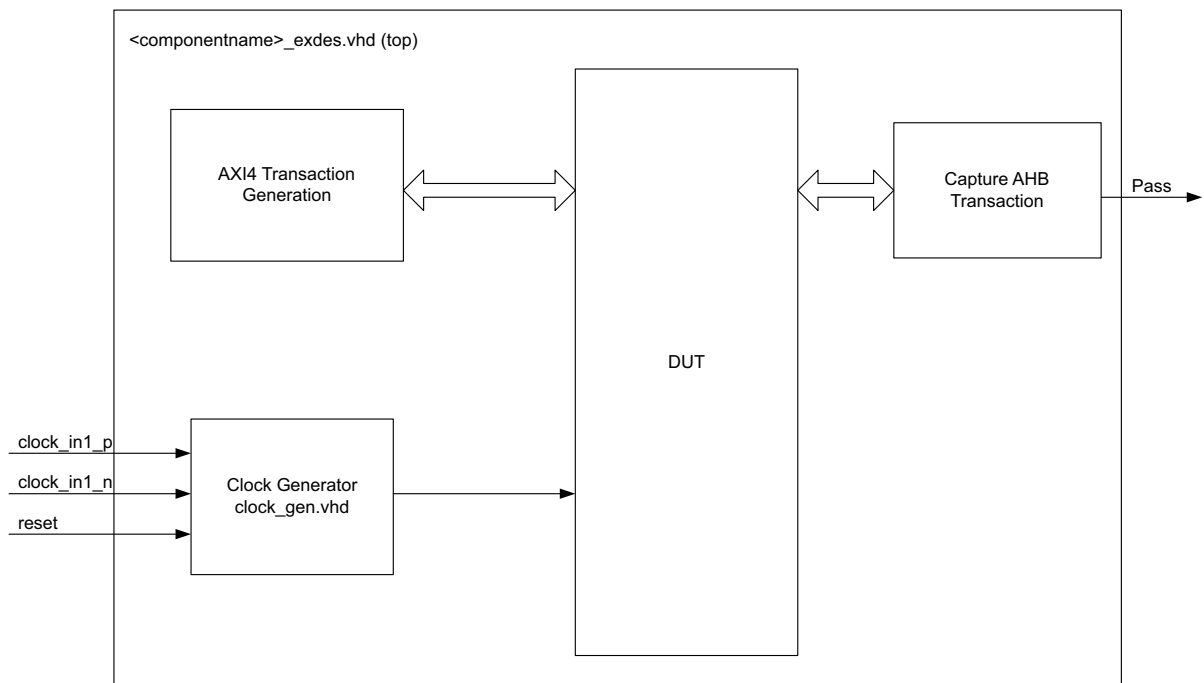 <componentname>_exdes.vhd (top)
AXI4 Transaction
Generation
Capture AHB
Transaction
Pass
DUT
clock_in1_p
clock_in1_n
reset
Clock Generator
clock_gen.vhd